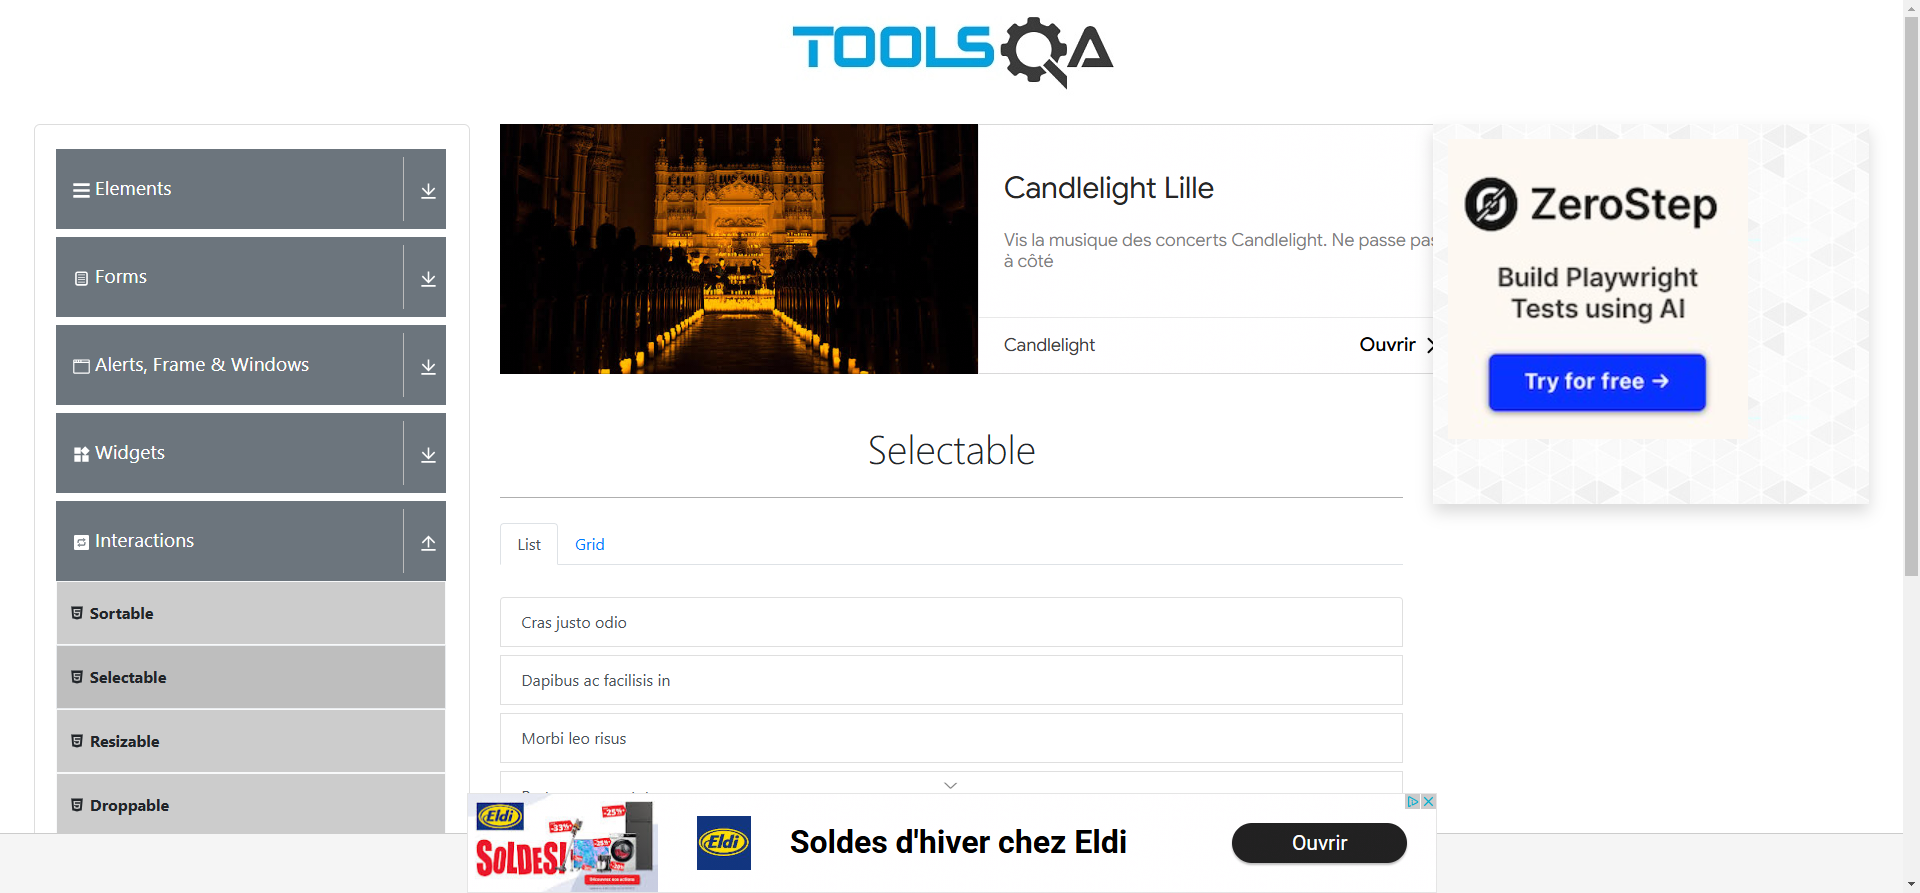 TOOLSQA
Elements
Forms
Alerts, Frame & Windows
Widgets
Interactions
Sortable
Selectable
Resizable
Droppable
Candlelight Lille
Vis la musique des concerts Candlelight. Ne passe pas
à côté
Candlelight
Ouvrir
ZeroStep
Build Playwright
Tests using AI
Try for free →
Selectable
List
Grid
Cras justo odio
Dapibus ac facilisis in
Morbi leo risus
Eldi
-33%
-25%
SOLDES!
Eldi
Soldes d'hiver chez Eldi
Ouvrir